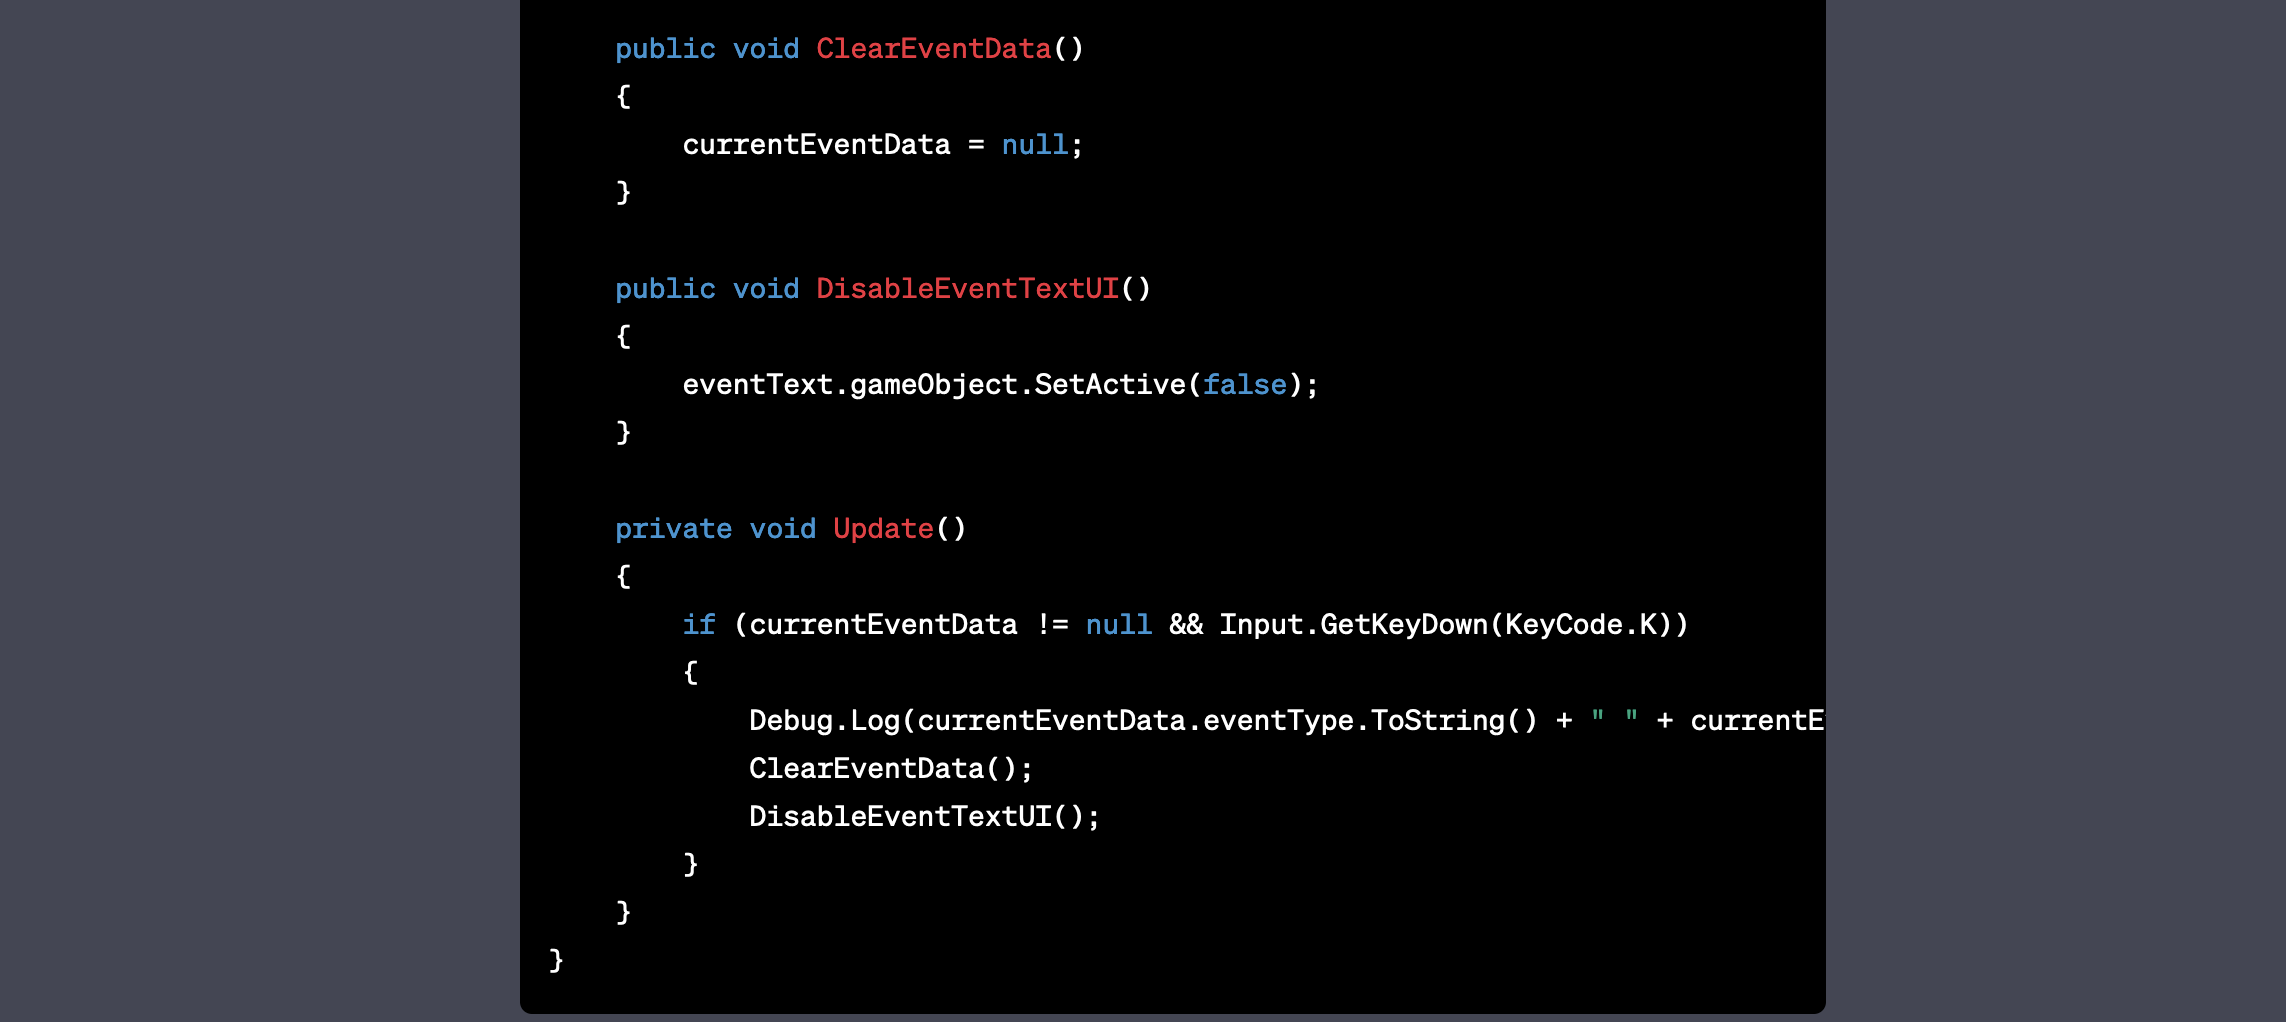 public void ClearEventData()
{
currentEventData = null;
}
public void DisableEventTextUI()
{
eventText.gameObject.SetActive(false);
}
private void Update()
{
if (currentEventData != null && Input.GetKeyDown(KeyCode.K))
{
Debug.Log(currentEventData.eventType.ToString() + " " + currentE
ClearEventData();
DisableEventTextUI();
}
}
}